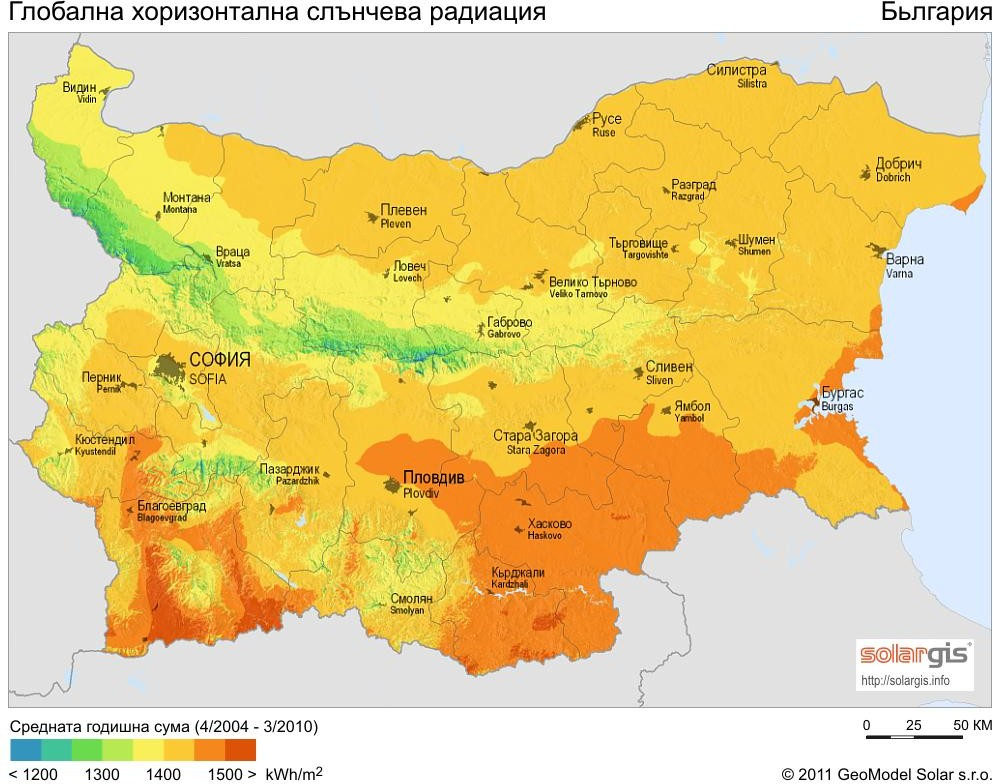 Глобална хоризонтална слънчева радиация
България
Видин
Vidin
Силистра
Silistra
Русе
Ruse
Добрич
Dobrich
Монтана
Montana
Разград
Razgrad
Плевен
Pleven
Враца
Vratsa
Търговище
Targovishte
Шумен
Shumen
Варна
Varna
Ловеч
Lovech
Велико Търново
Veliko Tarnovo
Габрово
Gabrovo
СОФИЯ
SOFIA
Перник
Pernik
Сливен
Sliven
Бургас
Burgas
Ямбол
Yambol
Кюстендил
Kyustendil
Стара Загора
Stara Zagora
Пазарджик
Pazardzhik
Пловдив
Plovdiv
Благоевград
Blagoevgrad
Хасково
Haskovo
Кърджали
Kardzhali
Смолян
Smolyan
solargis
http://solargis.info
Средната годишна сума (4/2004 - 3/2010)
0 25 50 KM
< 1200 1300 1400 1500 > kWh/m2
© 2011 GeoModel Solar s.r.o.